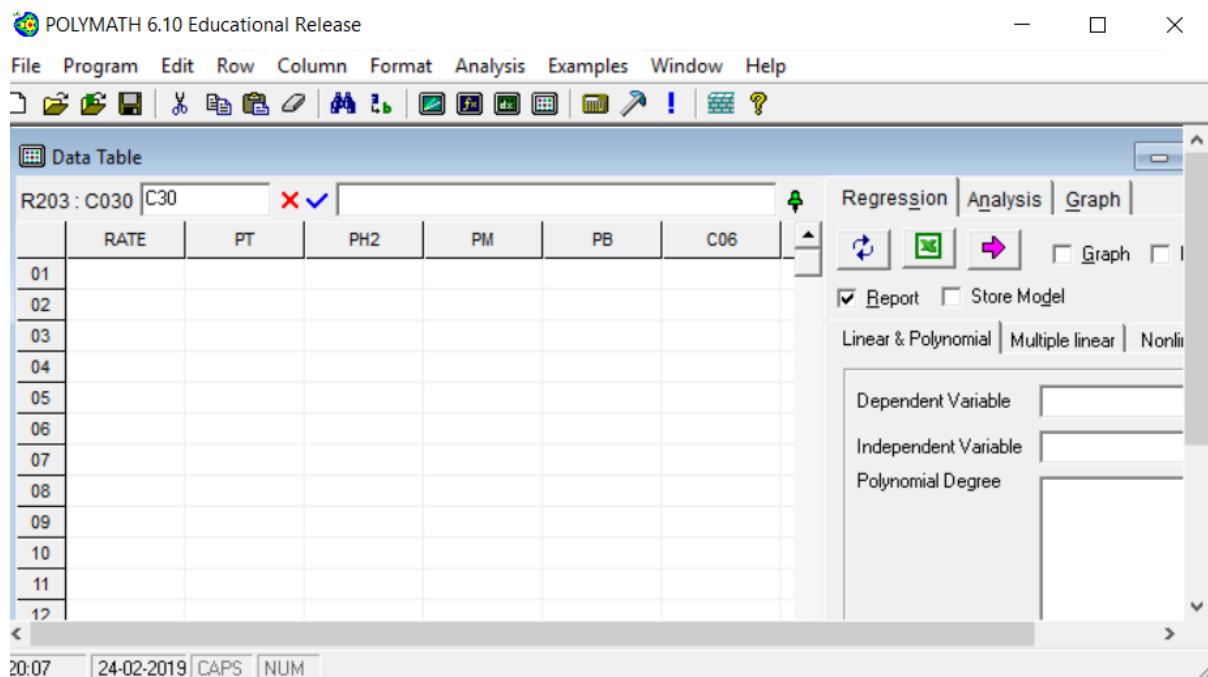 POLYMATH 6.10 Educational Release
File Program Edit Row Column Format Analysis Examples Window Help
Data Table
R203 : C030 C30
RATE PT PH2 PM PB C06
01
02
03
04
05
06
07
08
09
10
11
12
Regression Analysis Graph
Graph
Report Store Model
Linear & Polynomial Multiple linear
Dependent Variable
Independent Variable
Polynomial Degree
20:07 24-02-2019 CAPS NUM